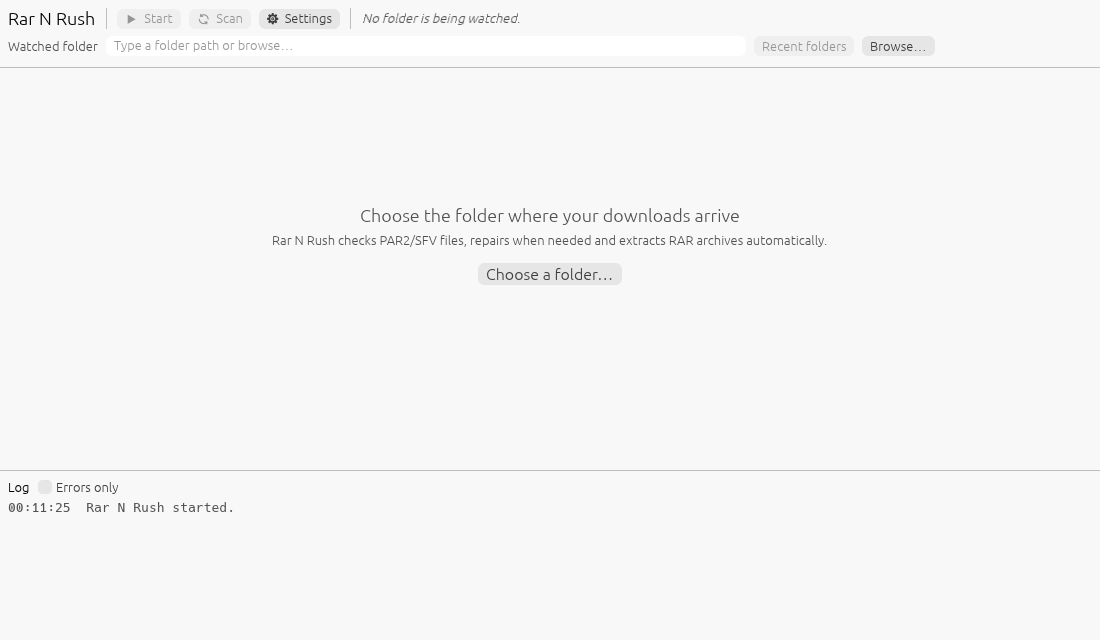 Rar N Rush
Start
Scan
Settings
No folder is being watched.
Watched folder
Type a folder path or browse…
Recent folders
Browse…
Choose the folder where your downloads arrive
Rar N Rush checks PAR2/SFV files, repairs when needed and extracts RAR archives automatically.
Choose a folder…
Log
Errors only
00:11:25  Rar N Rush started.